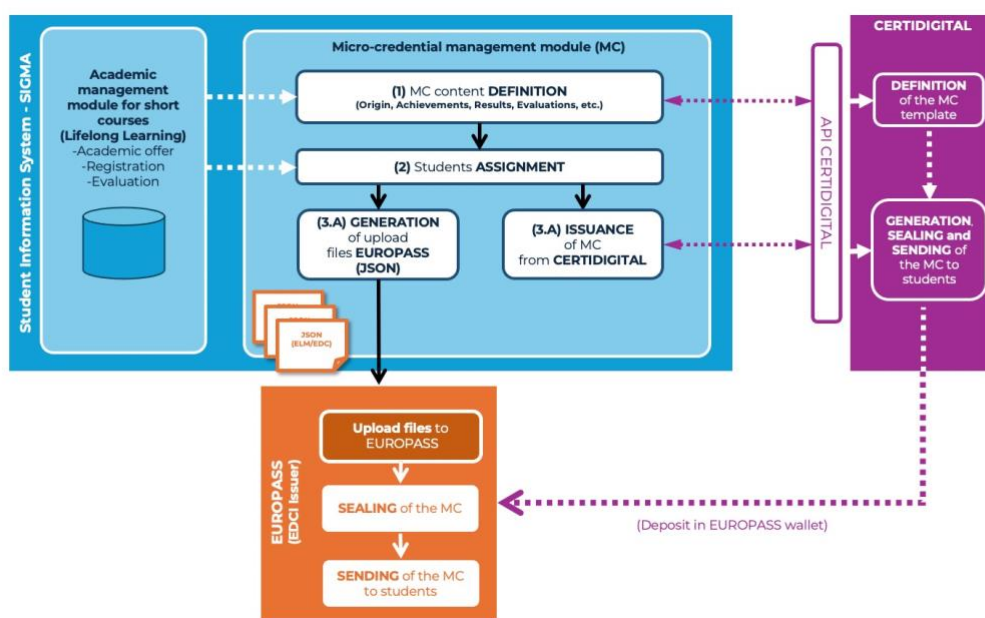 Student Information System - SIGMA
Academic
management
module for short
courses
(Lifelong Learning)
-Academic offer
-Registration
-Evaluation
Micro-credential management module (MC)
(1) MC content DEFINITION
(Origin, Achievements, Results, Evaluations, etc.)
(2) Students ASSIGNMENT
(3.A) GENERATION
of upload
files EUROPASS
(JSON)
(3.A) ISSUANCE
of MC
from CERTIDIGITAL
JSON
(ELM/EDC)
API CERTIDIGITAL
CERTIDIGITAL
DEFINITION
of the MC
template
GENERATION,
SEALING and
SENDING of
the MC to
students
EUROPASS
(EDCI Issuer)
Upload files to
EUROPASS
SEALING of the MC
SENDING of the MC
to students
(Deposit in EUROPASS wallet)